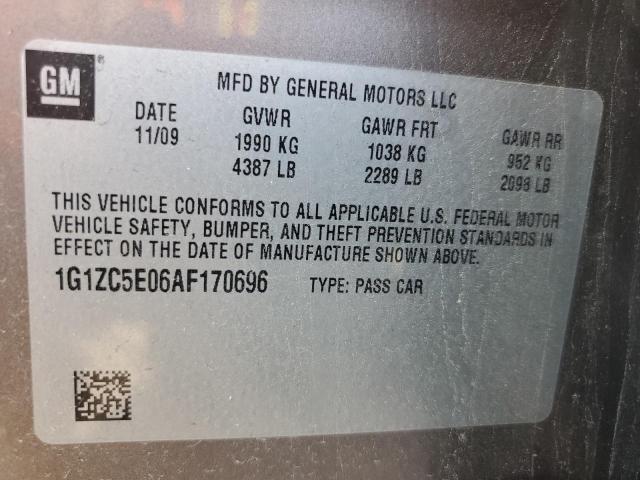 GM
MFD BY GENERAL MOTORS LLC
DATE GVWR GAWR FRT GAWR RR
11/09 1990 KG 1038 KG 952 KG
4387 LB 2289 LB 2098 LB
THIS VEHICLE CONFORMS TO ALL APPLICABLE U.S. FEDERAL MOTOR
VEHICLE SAFETY, BUMPER, AND THEFT PREVENTION STANDARDS IN
EFFECT ON THE DATE OF MANUFACTURE SHOWN ABOVE.
1G1ZC5E06AF170696 TYPE: PASS CAR